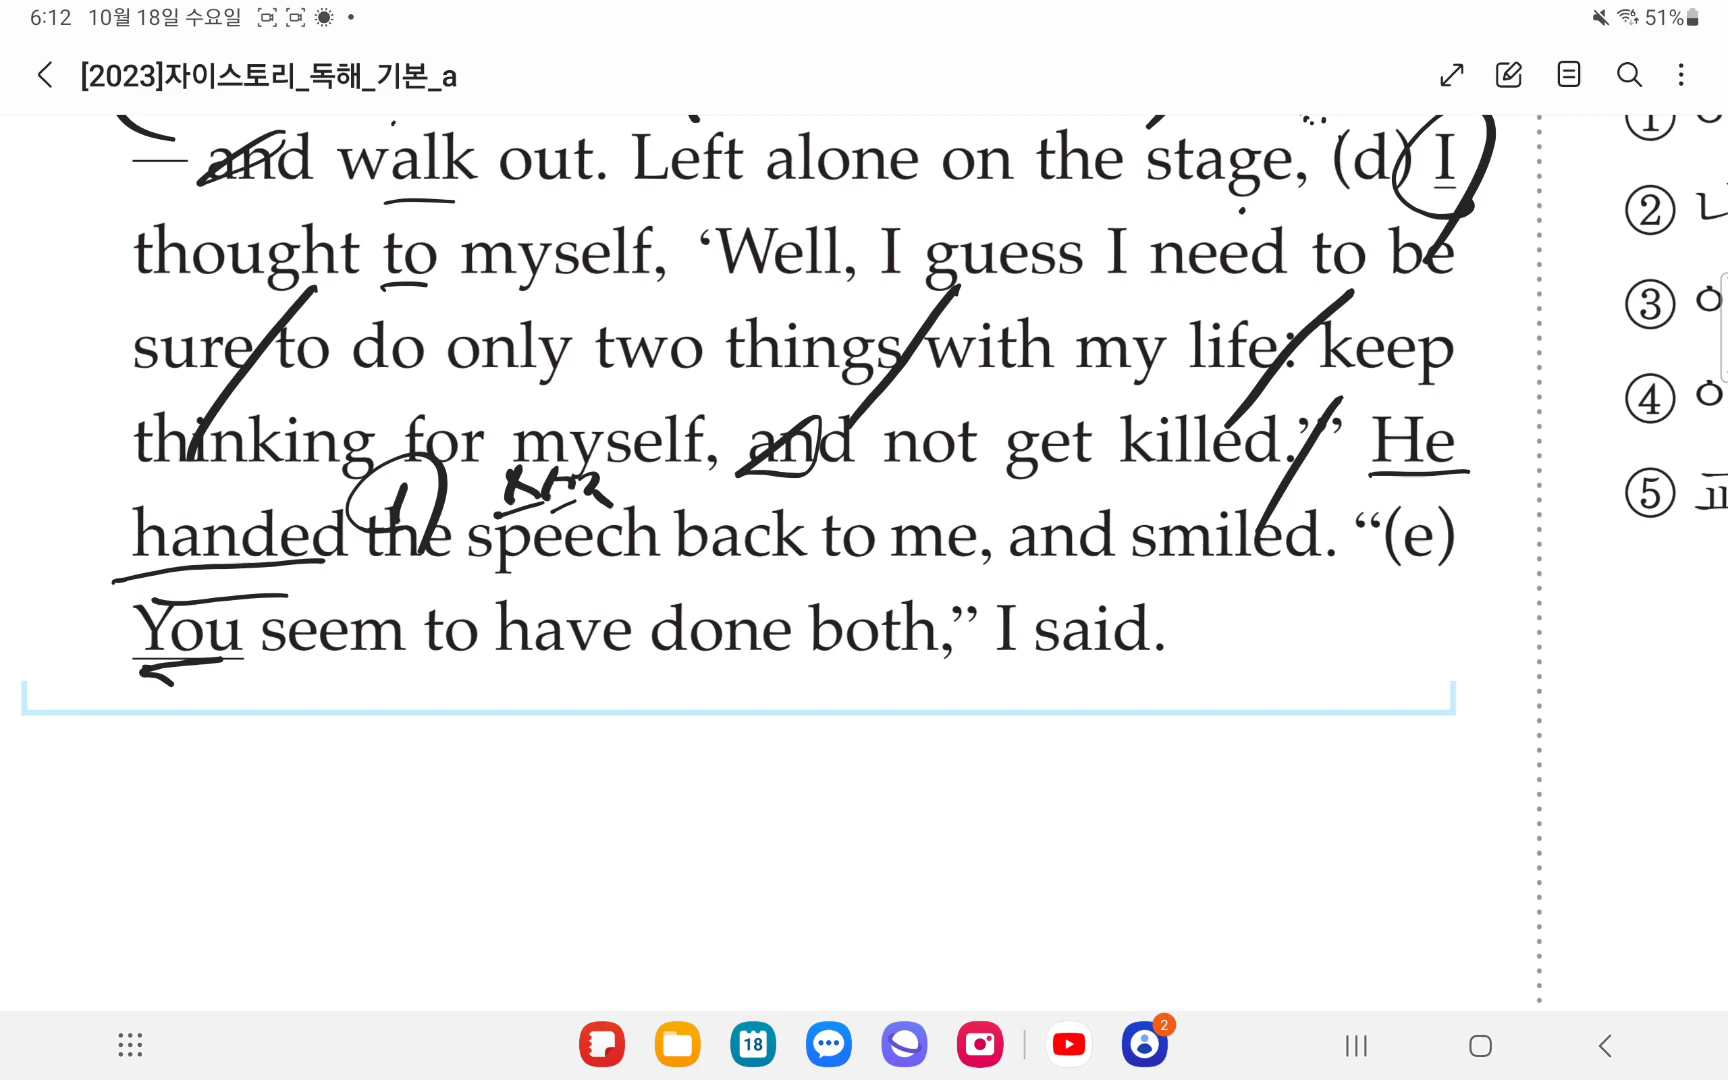 6:12 10월 18일 수요일
51%
[2023]자이스토리_독해_기본_a
— and walk out. Left alone on the stage, (d) I
thought to myself, ‘Well, I guess I need to be
sure to do only two things with my life: keep
thinking for myself, and not get killed.’” He
handed the speech back to me, and smiled. “(e)
You seem to have done both,” I said.
①
②
③
④
⑤
18
2